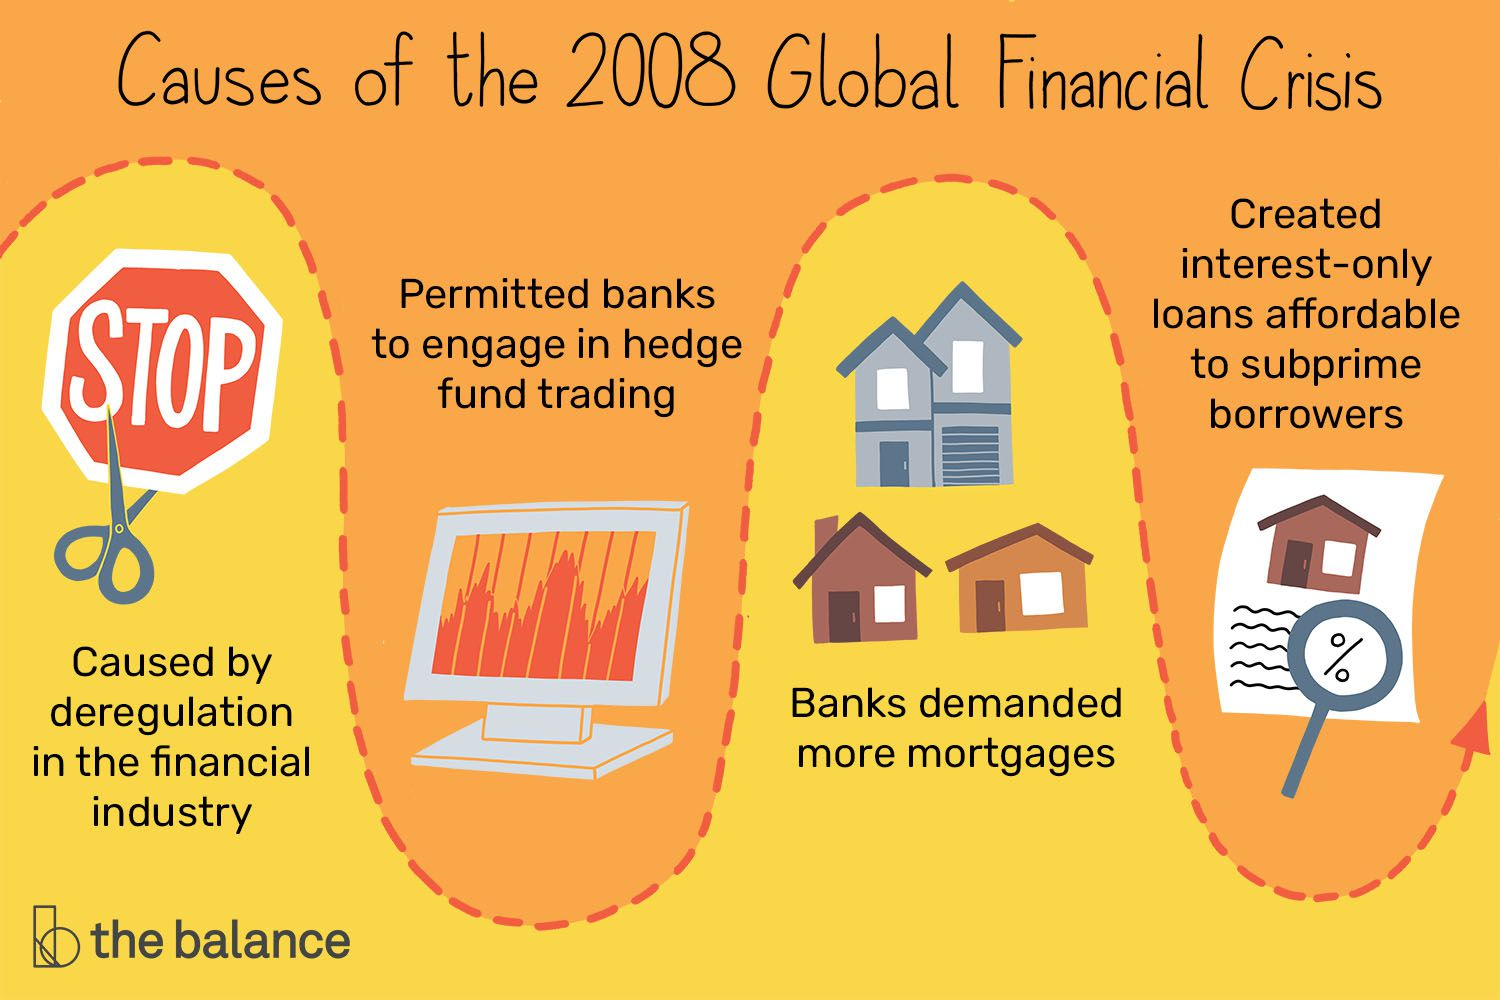 Causes of the 2008 Global Financial Crisis
STOP
Caused by
deregulation
in the financial
industry
Permitted banks
to engage in hedge
fund trading
Banks demanded
more mortgages
Created
interest-only
loans affordable
to subprime
borrowers
%
the balance